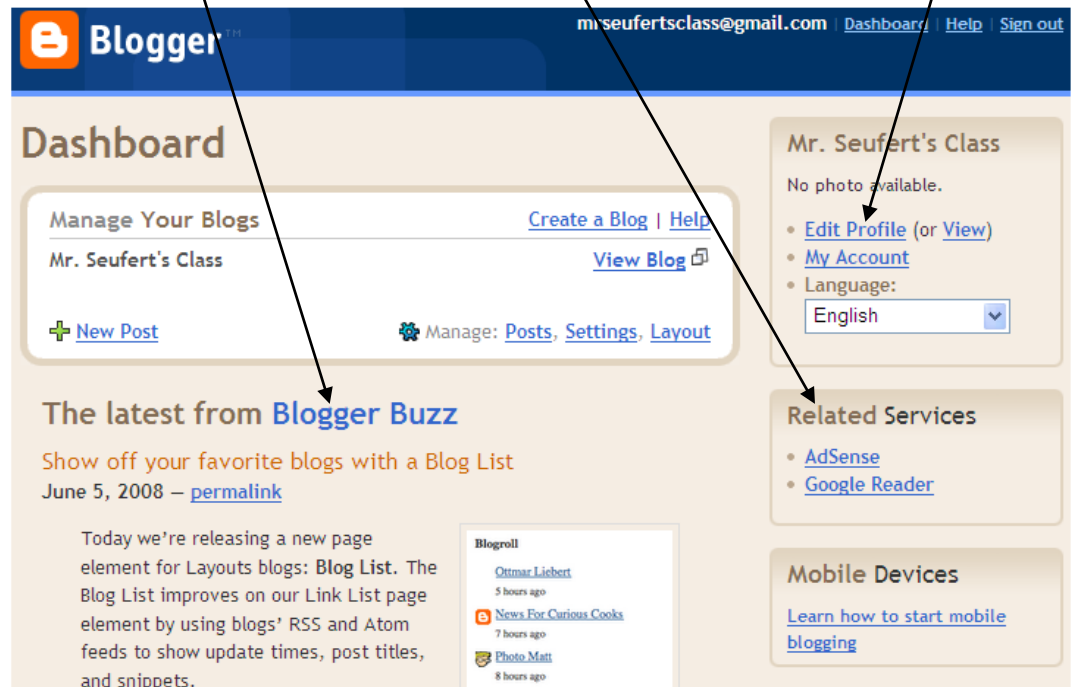 Blogger™
mrseufertsclass@gmail.com | Dashboard | Help | Sign out
Dashboard
Manage Your Blogs
Create a Blog | Help
Mr. Seufert's Class
View Blog
New Post
Manage: Posts, Settings, Layout
The latest from Blogger Buzz
Show off your favorite blogs with a Blog List
June 5, 2008 — permalink
Today we're releasing a new page
element for Layouts blogs: Blog List. The
Blog List improves on our Link List page
element by using blogs' RSS and Atom
feeds to show update times, post titles,
and snippets.
Blogroll
Ottmar Liebert
5 hours ago
News For Curious Cooks
7 hours ago
Photo Matt
8 hours ago
Mr. Seufert's Class
No photo available.
• Edit Profile (or View)
• My Account
• Language:
English
Related Services
• AdSense
• Google Reader
Mobile Devices
Learn how to start mobile
blogging